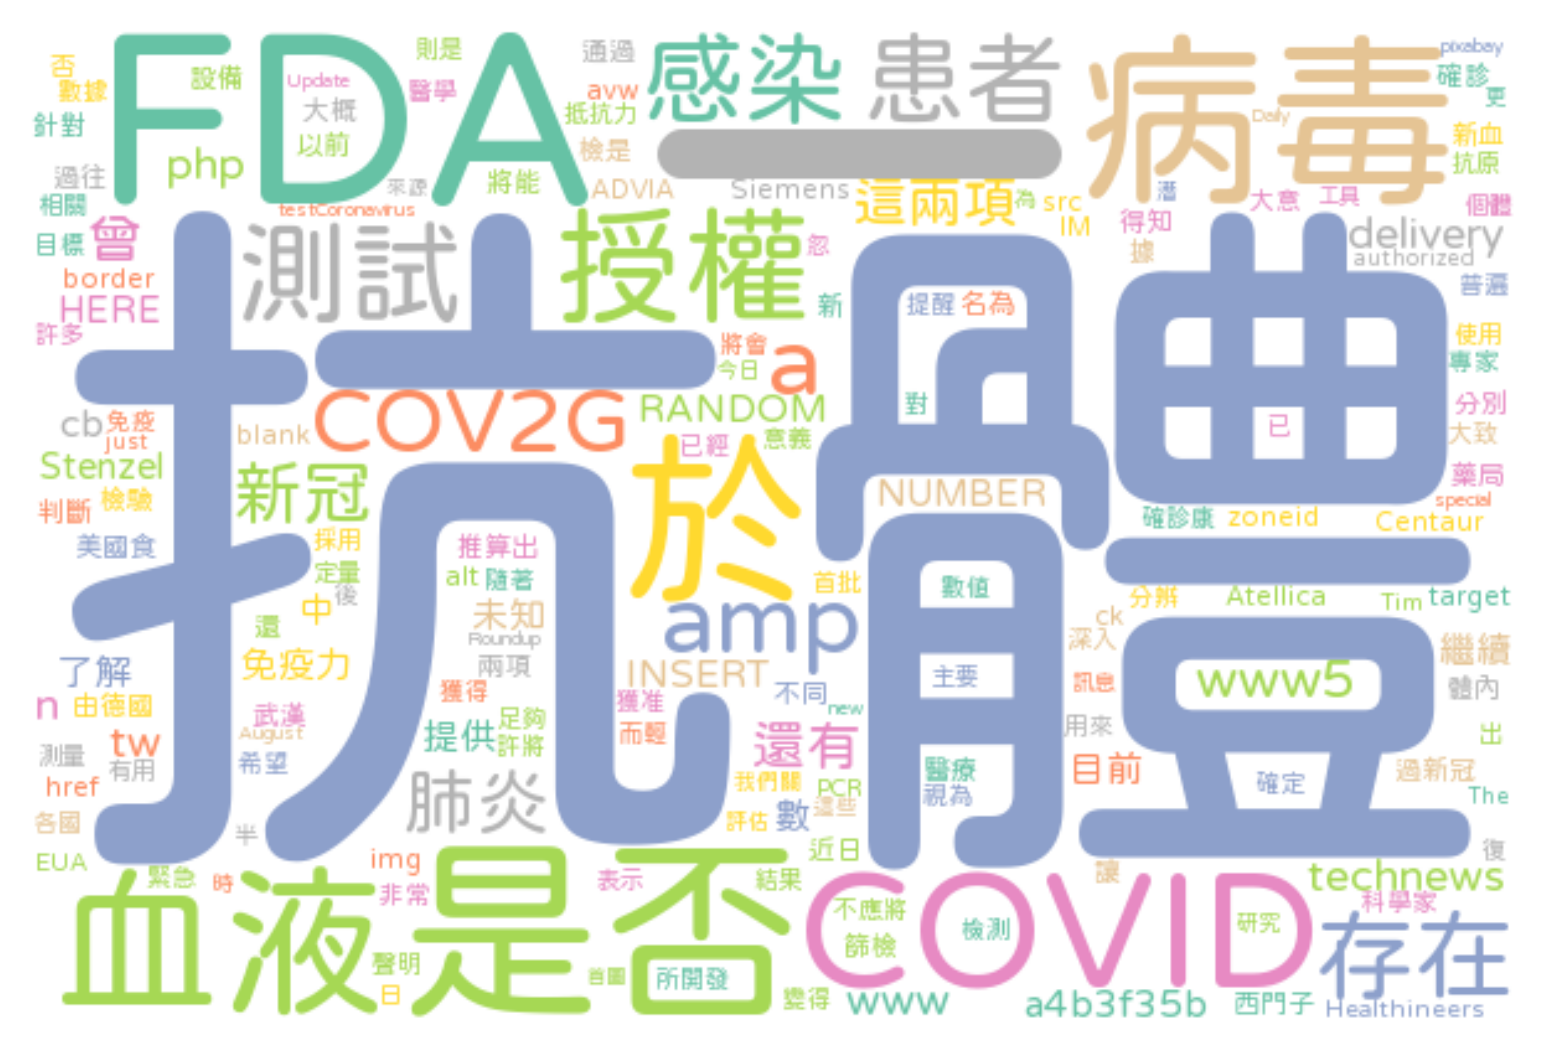 否 FDA 則是 通過 感染 患者 病毒 pixabay
數據 設備 Update 醫學 avw 確診
針對 大概 抵抗力 Daily 更
php 以前 檢是 一 新血
過往 來源 將能 ADVIA Siemens 這兩項 為 src 潛 大意 工具 抗原
相關 testCoronavirus IM 得知 個體
目標 曾 測試 授權 忽 據 delivery
border 抗體 authorized
HERE 新 提醒 名為 普遍
許多 將會 a 使用
今日 專家
cb 免疫 COV2G RANDOM 對 已 分別
just blank 已經 意義 大致
Stenzel 新冠 於 NUMBER 藥局
判斷 檢驗 special
美國食 採用 推算出 確診康 zoneid Centaur
定量 alt 隨著 首批 數值 分辨 Atellica Tim target
中 後 未知 amp ck
還 Roundup 深入 繼續
了解 免疫力 兩項 INSERT 主要 訊息 www5 體內
n 由德國 武漢 獲得 獲准 不同 new
August 提供 足夠 而輕 還有 用來 出
tw 許將
測量 有用 希望 我們關 醫療 目前 確定 過新冠
href 肺炎 PCR 視為 The
各國 半 評估 數 這些
EUA img 近日 復
緊急 時 非常 表示 結果 讓 technews
血液 是否 不應將 COVID 科學家
聲明 篩檢 檢測 研究 存在
日 首圖 所開發 變得 www a4b3f35b 西門子 Healthineers